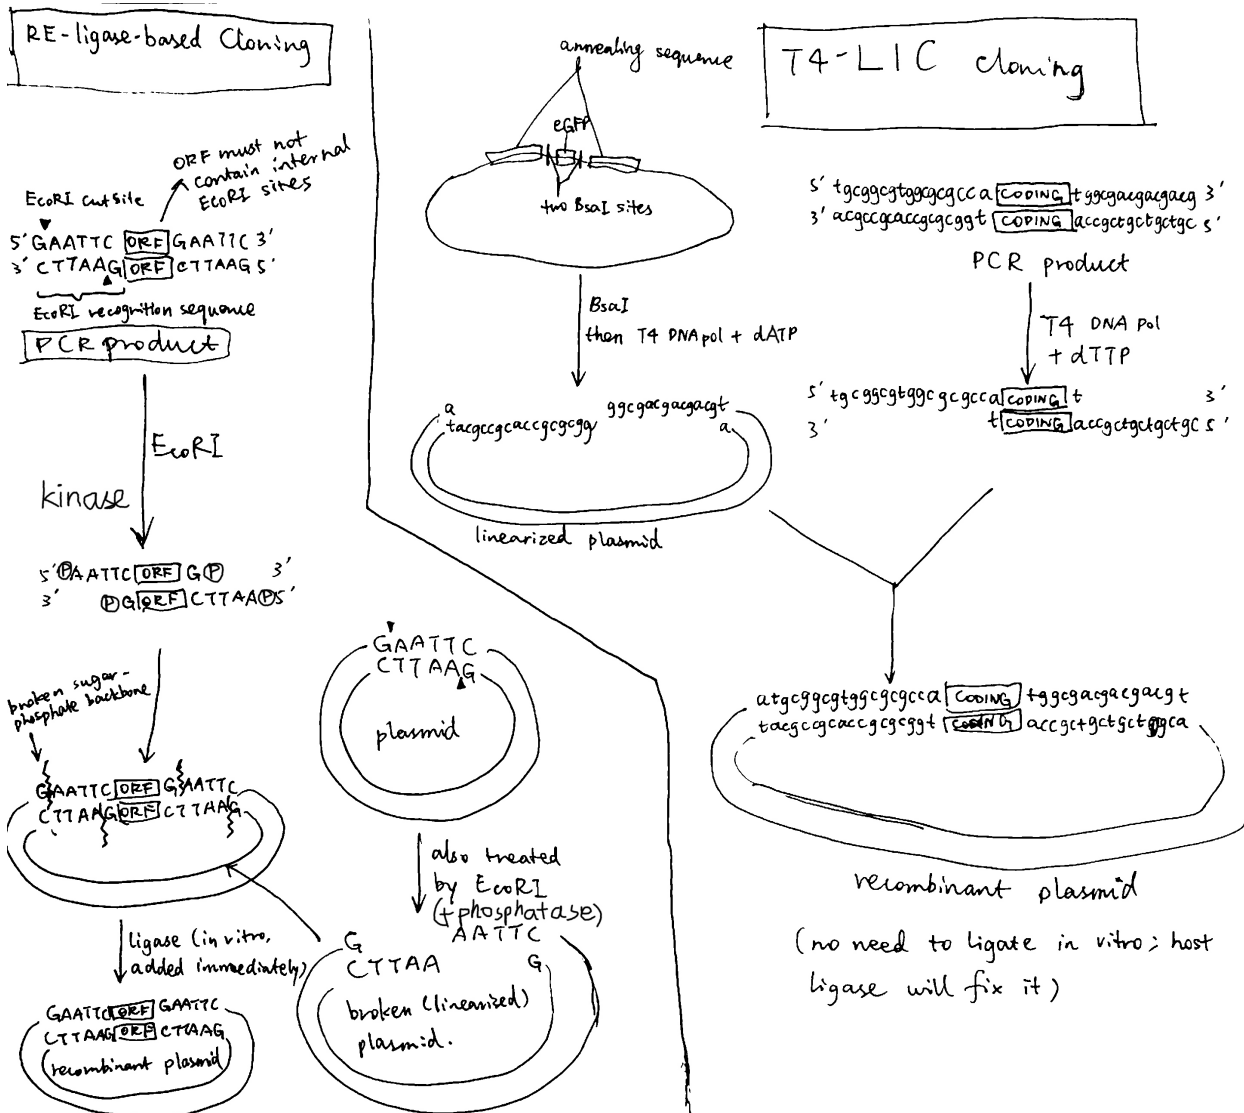 RE-ligase-based Cloning
ORF must not
contain internal
EcoRI sites
EcoRI cut site
5' GAATTC ORF GAATTC 3'
3' CTTAAG ORF CTTAAG 5'
EcoRI recognition sequence
PCR product
EcoRI
kinase
5' P AATTC ORF G P 3'
3' P G ORF CTTAA P 5'
broken sugar-
phosphate backbone
GAATTC ORF GAATTC
CTTAAG ORF CTTAAG
ligase (in vitro,
added immediately)
GAATTC ORF GAATTC
CTTAAG ORF CTTAAG
(recombinant plasmid)
GAATTC
CTTAAG
plasmid
also treated
by EcoRI
(+phosphatase)
G AATTC
CTTAA G
broken (linearized)
plasmid.
T4-LIC cloning
annealing sequence
eGFP
two BsaI sites
BsaI
then T4 DNA pol + dATP
a ggcgacgacgacgt
tacgccgcaccgcgcgg a
linearized plasmid
5' tgcggcgtggcgcgcca CODING tggcgacgacgacg 3'
3' acgccgcaccgcgcggt CODING accgctgctgctgc 5'
PCR product
T4 DNA pol
+ dTTP
5' tgcggcgtggcgcgcca CODING t 3'
3' t CODING accgctgctgctgc 5'
atgcggcgtggcgcgcca CODING tggcgacgacgacgt
tacgccgcaccgcgcggt CODING accgctgctgctgca
recombinant plasmid
(no need to ligate in vitro; host
ligase will fix it)